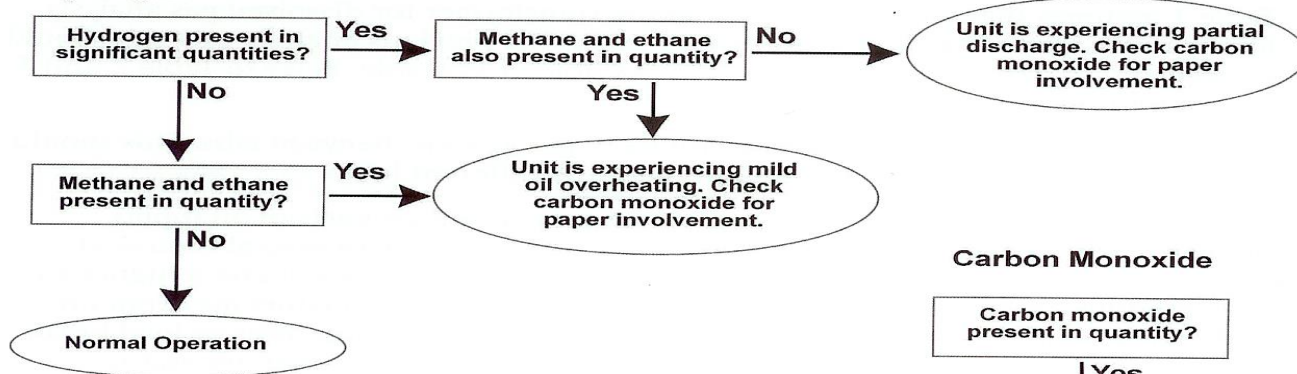 Hydrogen present in
significant quantities?
Yes
Methane and ethane
also present in quantity?
No
Unit is experiencing partial
discharge. Check carbon
monoxide for paper
involvement.
No
Yes
Methane and ethane
present in quantity?
Yes
Unit is experiencing mild
oil overheating. Check
carbon monoxide for
paper involvement.
No
Normal Operation
Carbon Monoxide
Carbon monoxide
present in quantity?
Yes